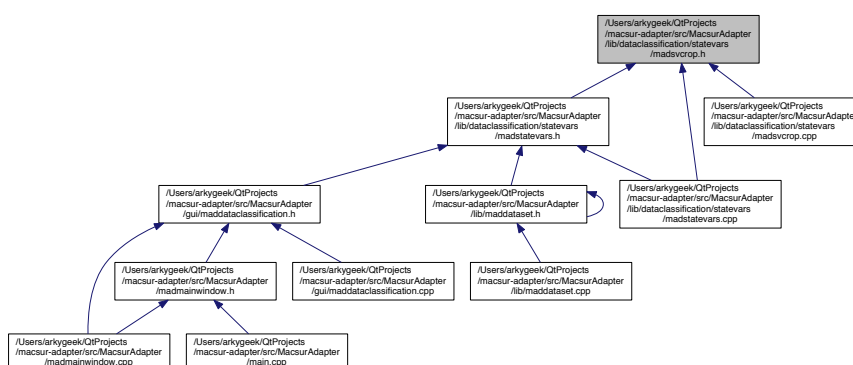 /Users/arkygeek/QtProjects
/macsur-adapter/src/MacsurAdapter
/lib/dataclassification/statevars
/madsvcrop.h
/Users/arkygeek/QtProjects
/macsur-adapter/src/MacsurAdapter
/lib/dataclassification/statevars
/madstatevars.h
/Users/arkygeek/QtProjects
/macsur-adapter/src/MacsurAdapter
/lib/dataclassification/statevars
/madsvcrop.cpp
/Users/arkygeek/QtProjects
/macsur-adapter/src/MacsurAdapter
/gui/maddataclassification.h
/Users/arkygeek/QtProjects
/macsur-adapter/src/MacsurAdapter
/lib/maddataset.h
/Users/arkygeek/QtProjects
/macsur-adapter/src/MacsurAdapter
/lib/dataclassification/statevars
/madstatevars.cpp
/Users/arkygeek/QtProjects
/macsur-adapter/src/MacsurAdapter
/madmainwindow.h
/Users/arkygeek/QtProjects
/macsur-adapter/src/MacsurAdapter
/gui/maddataclassification.cpp
/Users/arkygeek/QtProjects
/macsur-adapter/src/MacsurAdapter
/lib/maddataset.cpp
/Users/arkygeek/QtProjects
/macsur-adapter/src/MacsurAdapter
/madmainwindow.cpp
/Users/arkygeek/QtProjects
/macsur-adapter/src/MacsurAdapter
/main.cpp